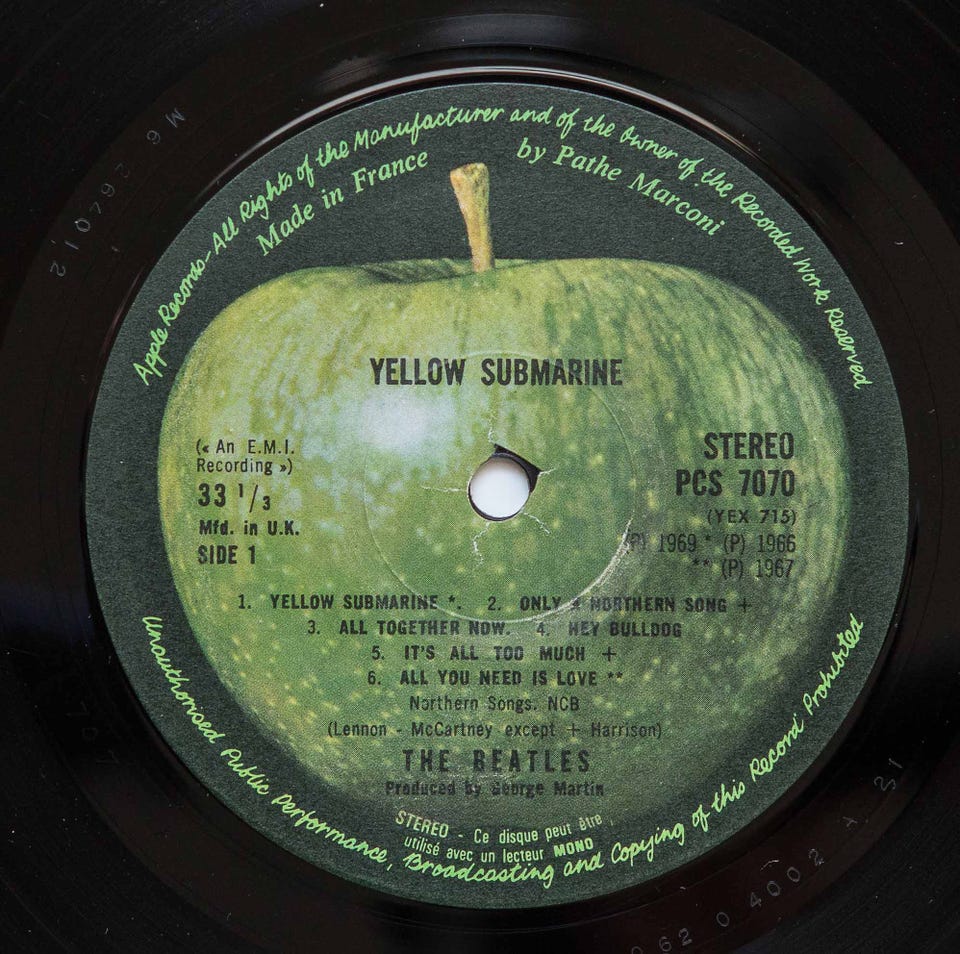 Apple Records - All Rights of the Manufacturer and of the Owner of the Recorded Work Reserved
Made in France by Pathe Marconi
YELLOW SUBMARINE
(« An E.M.I.
Recording »)
33 1/3
Mfd. in U.K.
SIDE 1
STEREO
PCS 7070
(YEX 715)
(P) 1969 * (P) 1966
** (P) 1967
1. YELLOW SUBMARINE *. 2. ONLY A NORTHERN SONG +
3. ALL TOGETHER NOW. 4. HEY BULLDOG
5. IT'S ALL TOO MUCH +
6. ALL YOU NEED IS LOVE **
Northern Songs. NCB
(Lennon - McCartney except + Harrison)
THE BEATLES
Produced by George Martin
STEREO - Ce disque peut être
utilisé avec un lecteur MONO
Unauthorised Public Performance, Broadcasting and Copying of this Record Prohibited